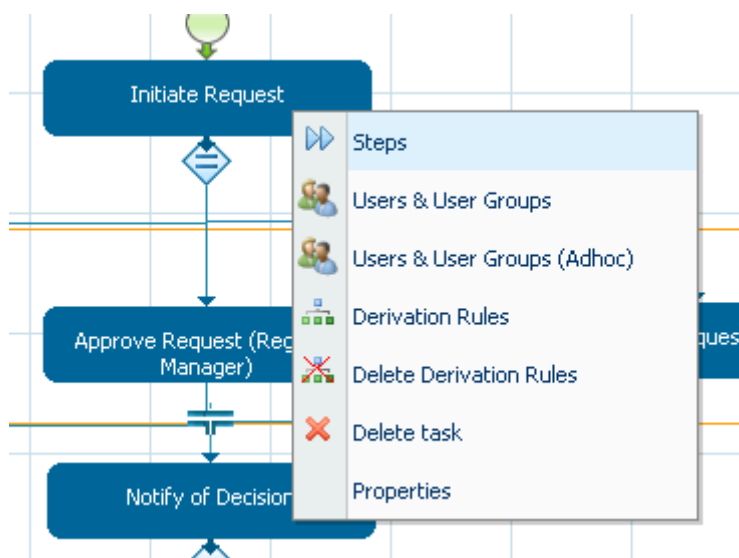 Initiate Request
Steps
Users & User Groups
Users & User Groups (Adhoc)
Derivation Rules
Approve Request (Reg
Manager)
Delete Derivation Rules
Delete task
Properties
Notify of Decision